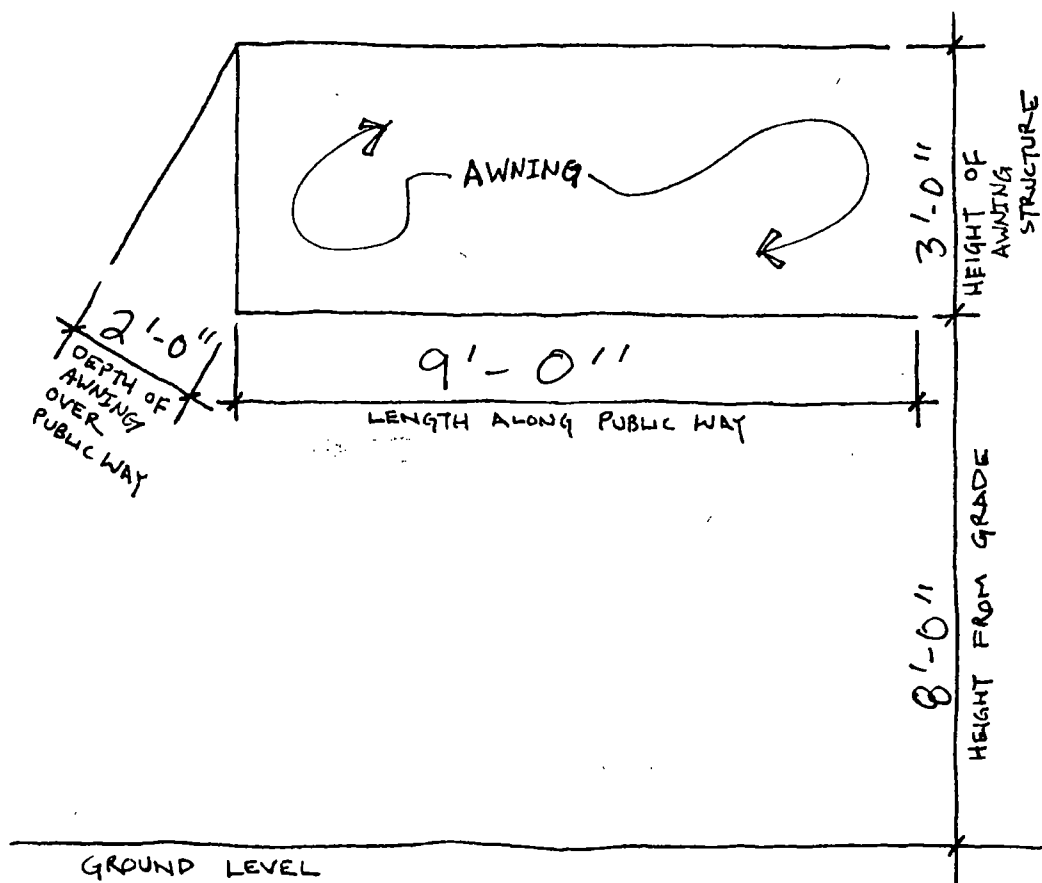 AWNING
3'-0"
HEIGHT OF
AWNING
STRUCTURE
2'-0"
DEPTH OF
AWNING
OVER
PUBLIC WAY
9'-0"
LENGTH ALONG PUBLIC WAY
8'-0"
HEIGHT FROM GRADE
GROUND LEVEL